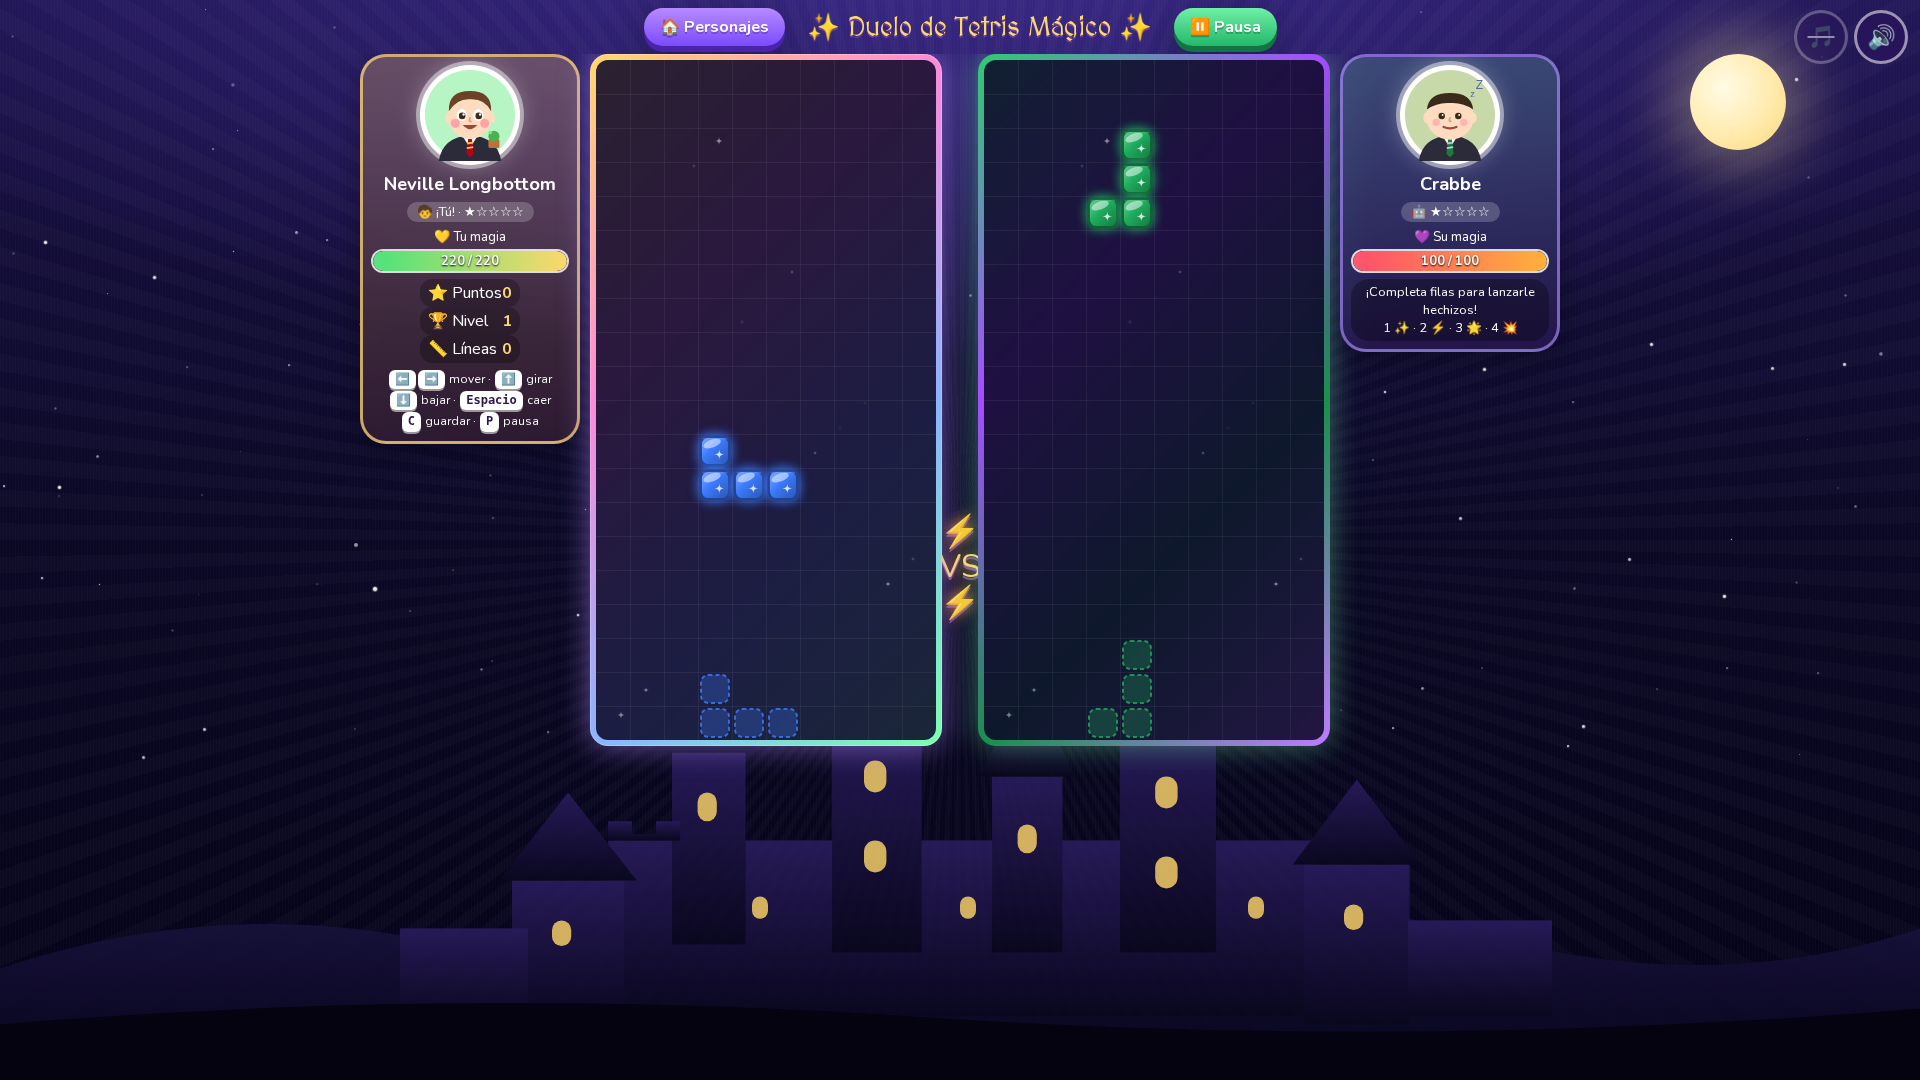 🏠 Personajes
✨ Duelo de Tetris Mágico ✨
⏸️ Pausa
Neville Longbottom
🧒 ¡Tú! · ★☆☆☆☆
💛 Tu magia
220 / 220
⭐ Puntos 0
🏆 Nivel 1
📏 Líneas 0
⬅️ ➡️ mover · ⬆️ girar
⬇️ bajar · Espacio caer
C guardar · P pausa
⚡
VS
⚡
z Z
Crabbe
🤖 ★☆☆☆☆
💜 Su magia
100 / 100
¡Completa filas para lanzarle
hechizos!
1 ✨ · 2 ⚡ · 3 🌟 · 4 💥